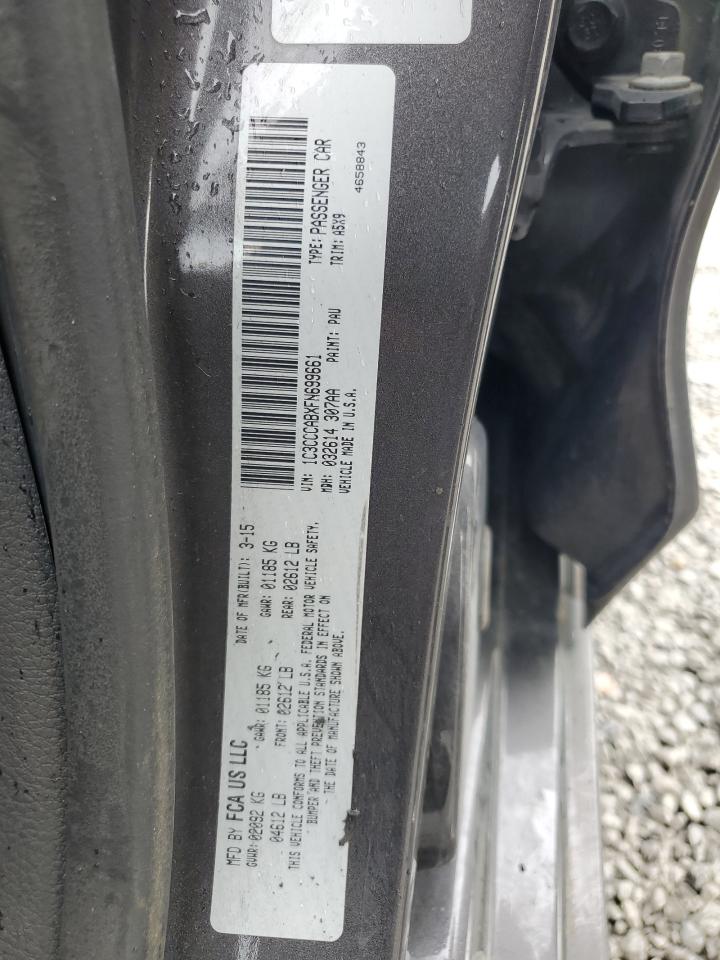 MFD BY FCA US LLC
DATE OF MFR(BUILT): 3-15
GVWR: 02092 KG
GAWR: 01185 KG
GAWR: 01185 KG
04612 LB
FRONT: 02612 LB
REAR: 02612 LB
THIS VEHICLE CONFORMS TO ALL APPLICABLE U.S.A. FEDERAL MOTOR VEHICLE SAFETY,
BUMPER AND THEFT PREVENTION STANDARDS IN EFFECT ON
THE DATE OF MANUFACTURE SHOWN ABOVE.
VIN: 1C3CCCABXFN699661
TYPE: PASSENGER CAR
MDH: 032614 307AA
PAINT: PAU
TRIM: A5X9
VEHICLE MADE IN U.S.A.
4658843